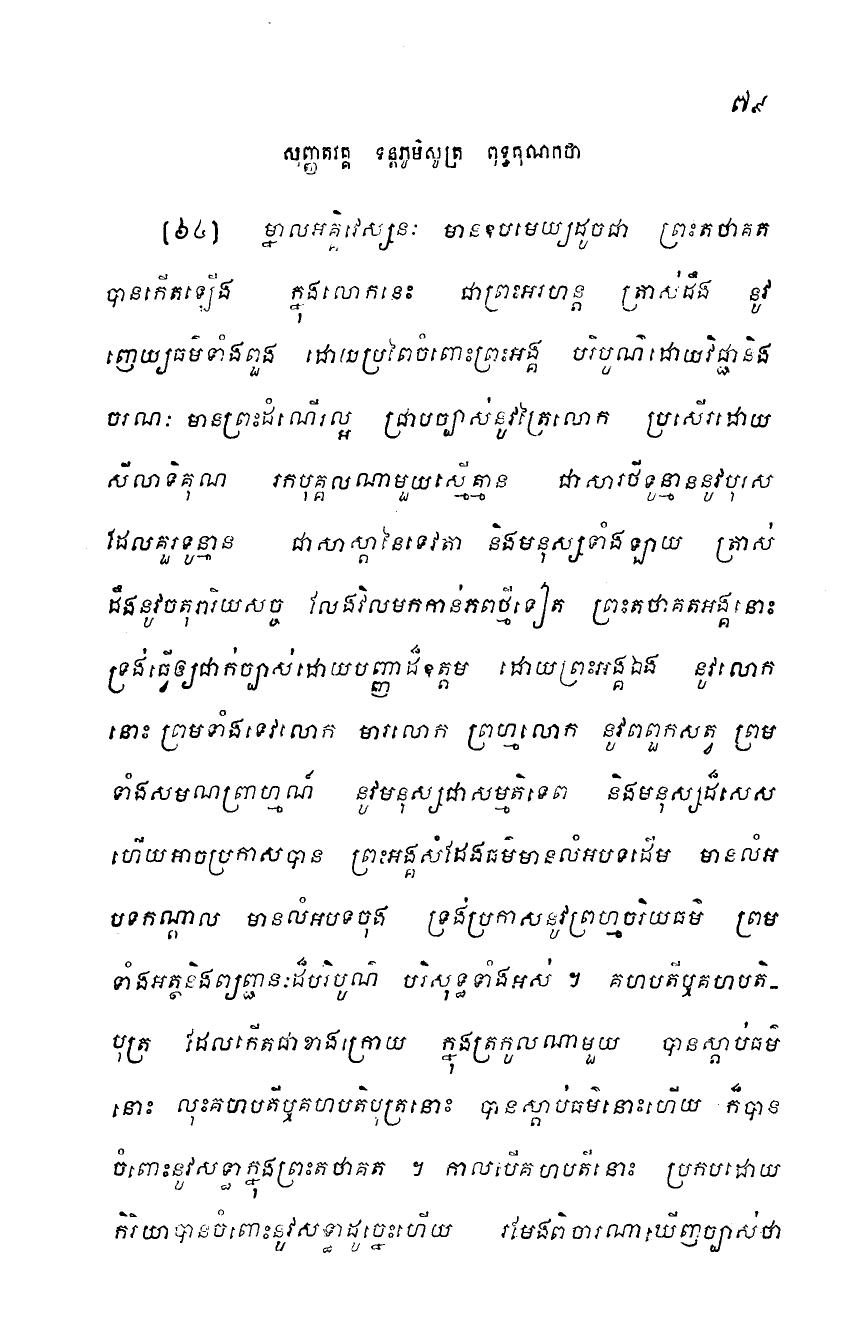 ៧៩
សុញ្ញតវគ្គ ទន្តភូមិសូត្រ ពុទ្ធគុណកថា
[៦៤] ម្នាលអគ្គិវេស្សនៈ មានឧបមេយ្យដូចជា ព្រះតថាគត
បានកើតឡើង ក្នុងលោកនេះ ជាព្រះអរហន្ត ត្រាស់ដឹង នូវ
ញេយ្យធម៌ទាំងពួង ដោយប្រពៃចំពោះព្រះអង្គ បរិបូណ៌ដោយវិជ្ជានិង
ចរណៈ មានព្រះដំណើរល្អ ជ្រាបច្បាស់នូវត្រៃលោក ប្រសើរដោយ
សីលាទិគុណ រកបុគ្គលណាមួយស្មើគ្មាន ជាសារថីទូន្មាននូវបុរស
ដែលគួរទូន្មាន ជាសាស្តានៃទេវតា និងមនុស្សទាំងឡាយ ត្រាស់
ដឹងនូវចតុរារិយសច្ច លែងវិលមកកាន់ភពថ្មីទៀត ព្រះតថាគតអង្គនោះ
ទ្រង់ធ្វើឲ្យជាក់ច្បាស់ដោយបញ្ញាដ៏ឧត្តម ដោយព្រះអង្គឯង នូវលោក
នោះ ព្រមទាំងទេវលោក មារលោក ព្រហ្មលោក នូវពពួកសត្វ ព្រម
ទាំងសមណព្រាហ្មណ៍ នូវមនុស្សជាសម្មតិទេព និងមនុស្សដ៏សេស
ហើយអាចប្រកាសបាន ព្រះអង្គសំដែងធម៌មានលំអបទដើម មានលំអ
បទកណ្តាល មានលំអបទចុង ទ្រង់ប្រកាសនូវព្រហ្មចរិយធម៌ ព្រម
ទាំងអត្ថនិងព្យញ្ជនៈដ៏បរិបូណ៌ បរិសុទ្ធទាំងអស់ ។ គហបតីឬគហបតិ-
បុត្រ ដែលកើតជាខាងក្រោយ ក្នុងត្រកូលណាមួយ បានស្តាប់ធម៌
នោះ លុះគហបតីឬគហបតិបុត្រនោះ បានស្តាប់ធម៌នោះហើយ ក៏បាន
ចំពោះនូវសទ្ធាក្នុងព្រះតថាគត ។ កាលបើគហបតីនោះ ប្រកបដោយ
កិរិយាបានចំពោះនូវសទ្ធាដូច្នេះហើយ រមែងពិចារណាឃើញច្បាស់ថា